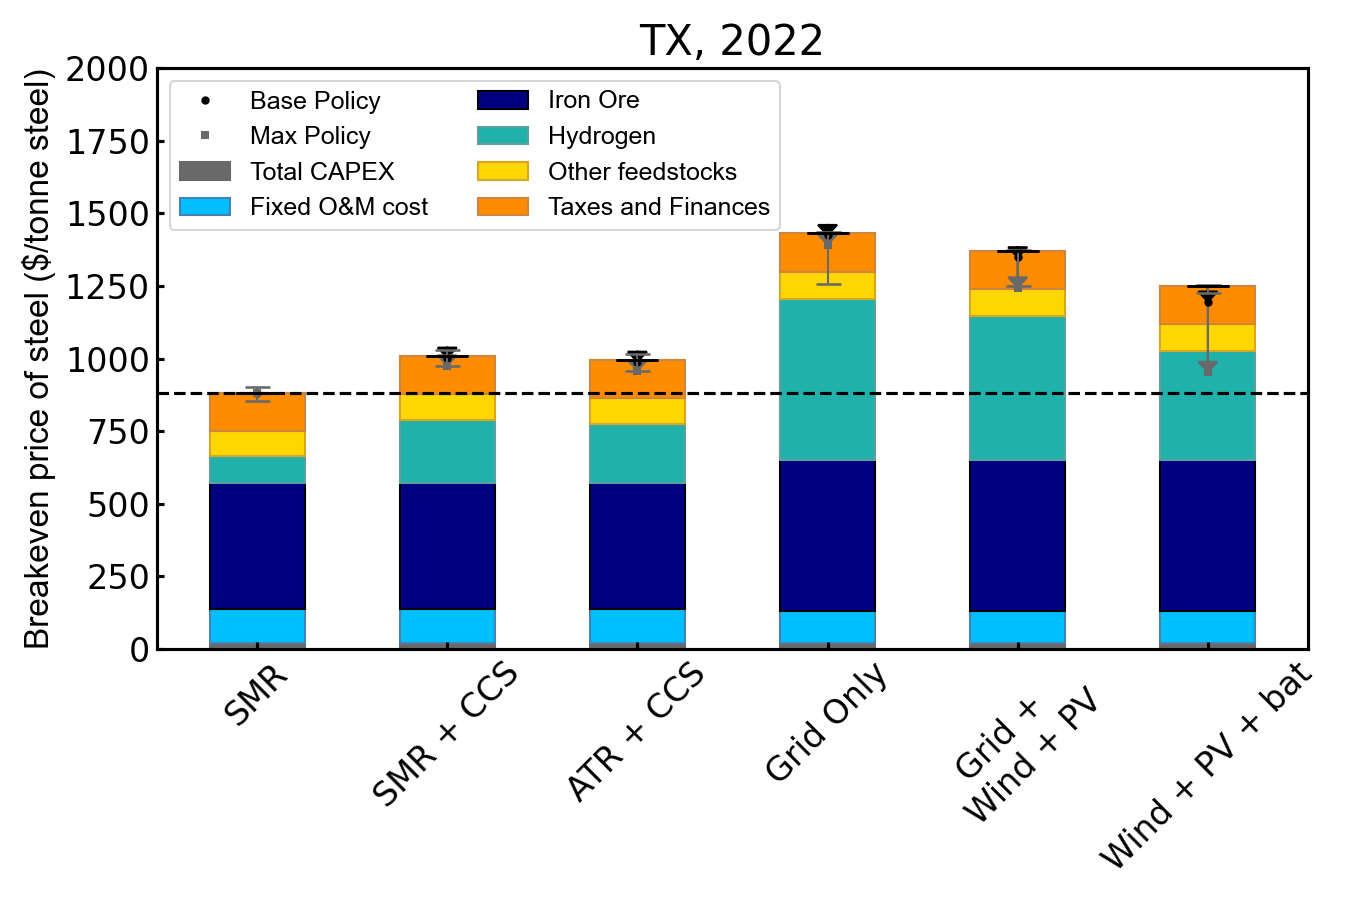 TX, 2022
Breakeven price of steel ($/tonne steel)
2000
1750
1500
1250
1000
750
500
250
0
Base Policy
Max Policy
Total CAPEX
Fixed O&M cost
Iron Ore
Hydrogen
Other feedstocks
Taxes and Finances
SMR
SMR + CCS
ATR + CCS
Grid Only
Grid +
Wind + PV
Wind + PV + bat